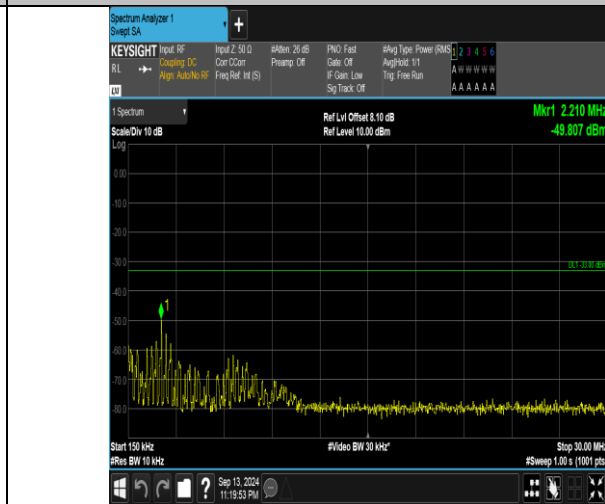 Spectrum Analyzer 1
Swept SA
+
KEYSIGHT Input: RF Input Z: 50 Ω #Atten: 26 dB PNO: Fast #Avg Type: Power (RMS 1 2 3 4 5 6
RL Coupling: DC Corr CCorr Preamp: Off Gate: Off Avg|Hold: 1/1 A W W W W W
Align: Auto/No RF Freq Ref: Int (S) IF Gain: Low Trig: Free Run
Sig Track: Off A A A A A A
1 Spectrum Ref Lvl Offset 8.10 dB Mkr1 2.210 MHz
Scale/Div 10 dB Ref Level 10.00 dBm -49.807 dBm
Log
0.00
-10.0
-20.0
-30.0
DL1 -33.00 dBm
-40.0
1
-50.0
-60.0
-70.0
-80.0
Start 150 kHz #Video BW 30 kHz* Stop 30.00 MHz
#Res BW 10 kHz #Sweep 1.00 s (1001 pts
? Sep 13, 2024
11:19:53 PM